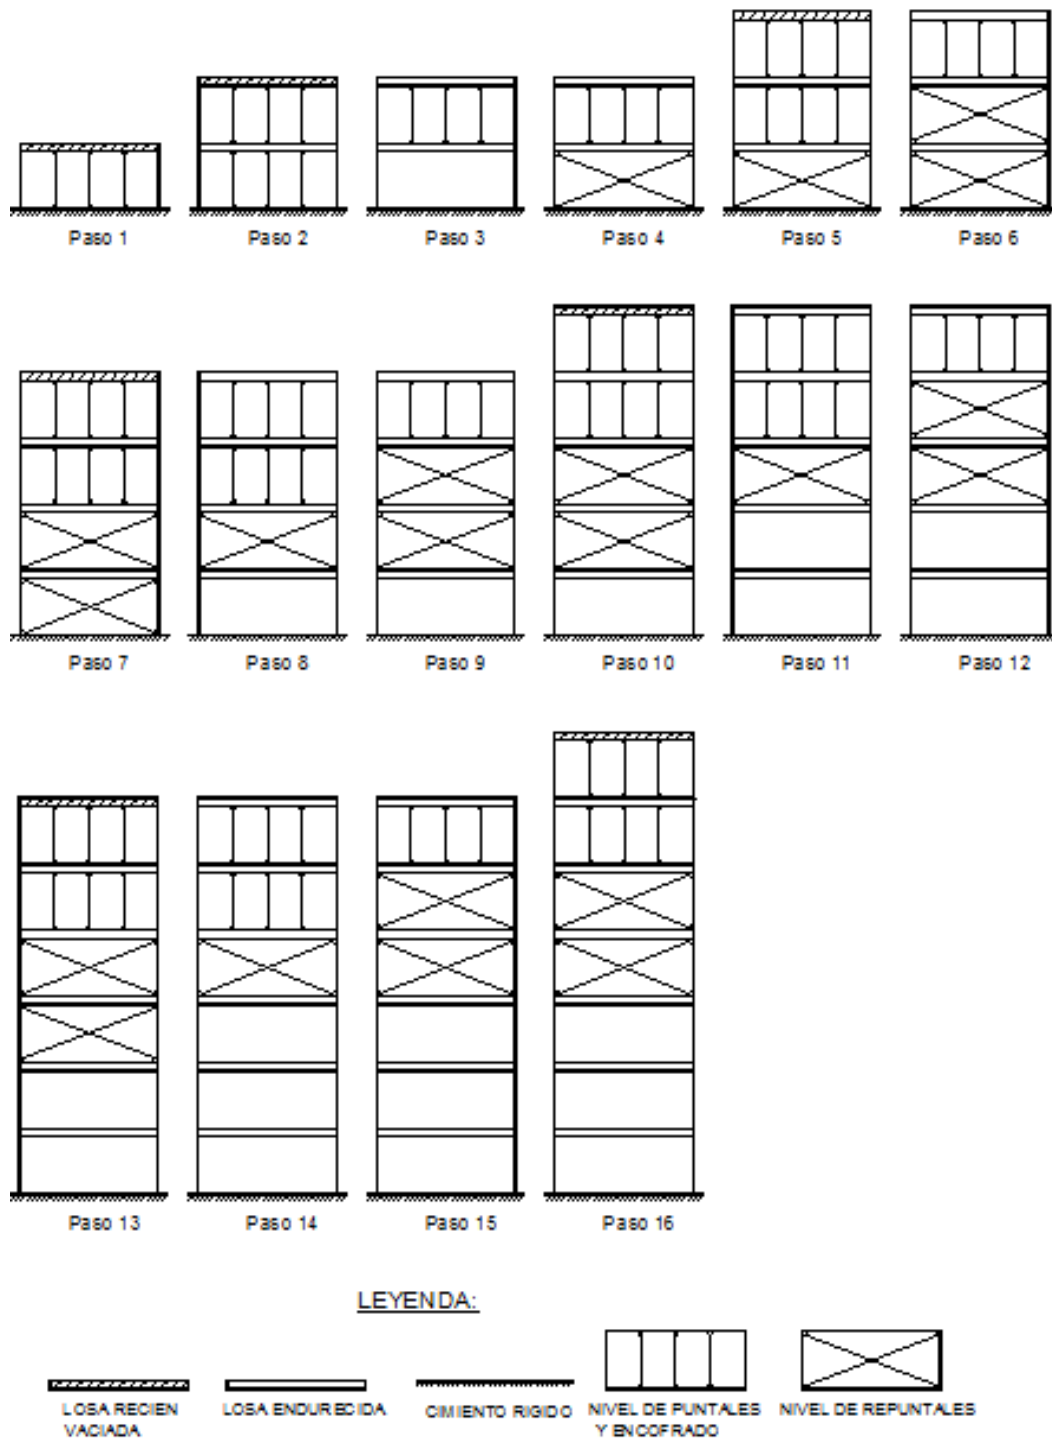 Paso 1
Paso 2
Paso 3
Paso 4
Paso 5
Paso 6
Paso 7
Paso 8
Paso 9
Paso 10
Paso 11
Paso 12
Paso 13
Paso 14
Paso 15
Paso 16
LEYENDA:
LOSA RECIEN
VACIADA
LOSA ENDURECIDA
CIMIENTO RIGIDO
NIVEL DE PUNTALES
Y ENCOFRADO
NIVEL DE REPUNTALES